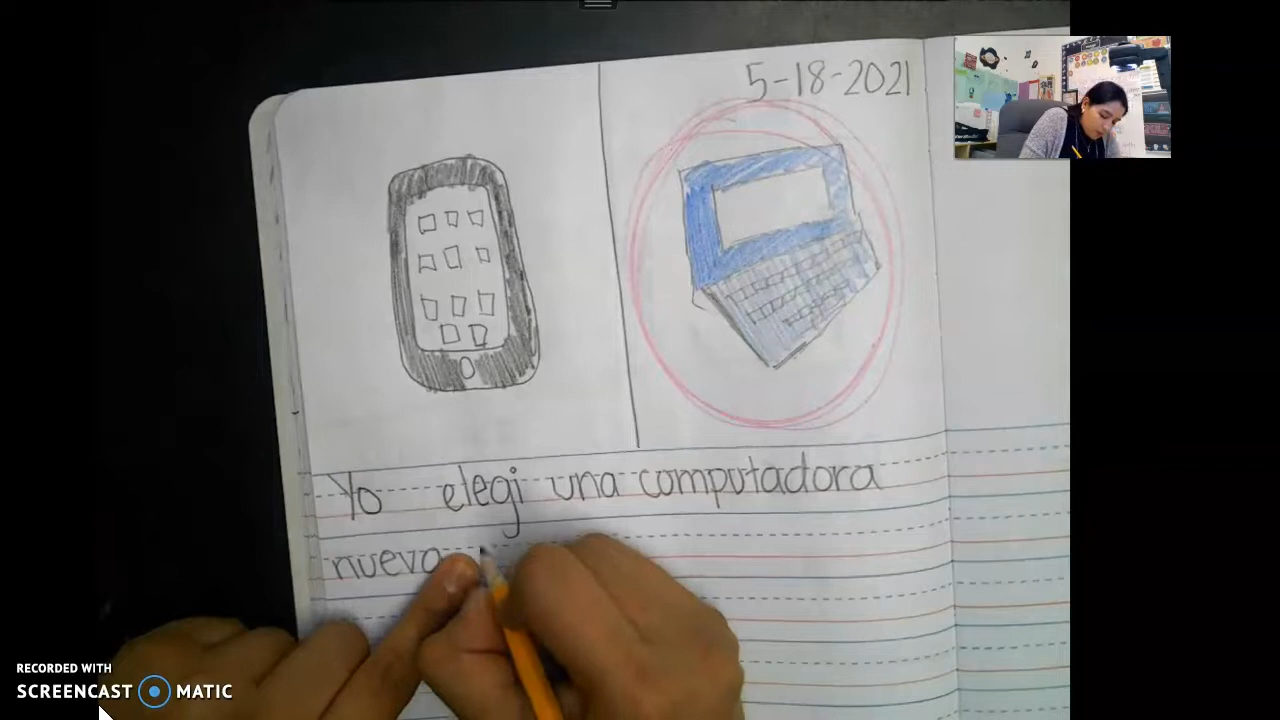 5-18-2021
Yo elegi una computadora
nueva
RECORDED WITH
SCREENCAST MATIC